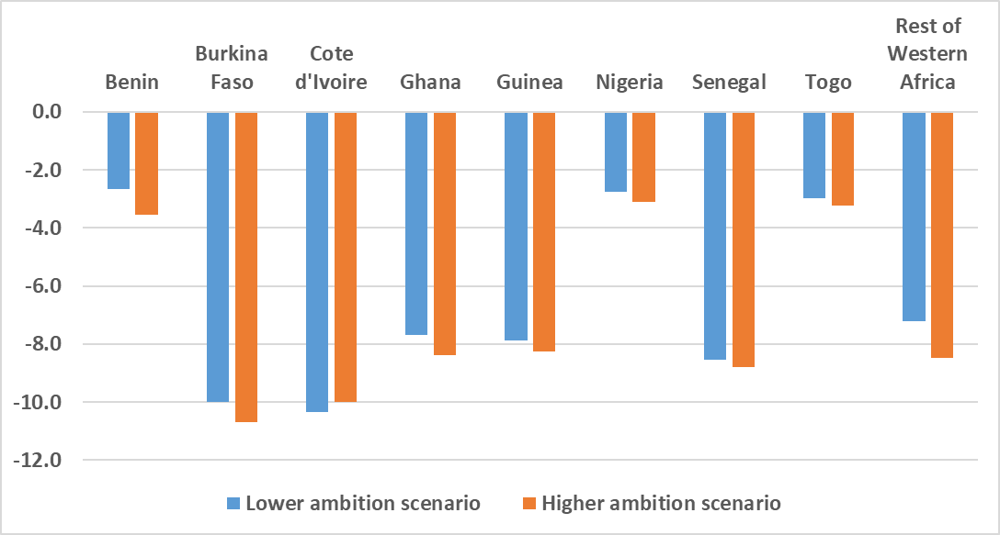 Benin
Burkina
Faso
Cote
d'Ivoire
Ghana
Guinea
Nigeria
Senegal
Togo
Rest of
Western
Africa
0.0
-2.0
-4.0
-6.0
-8.0
-10.0
-12.0
Lower ambition scenario
Higher ambition scenario